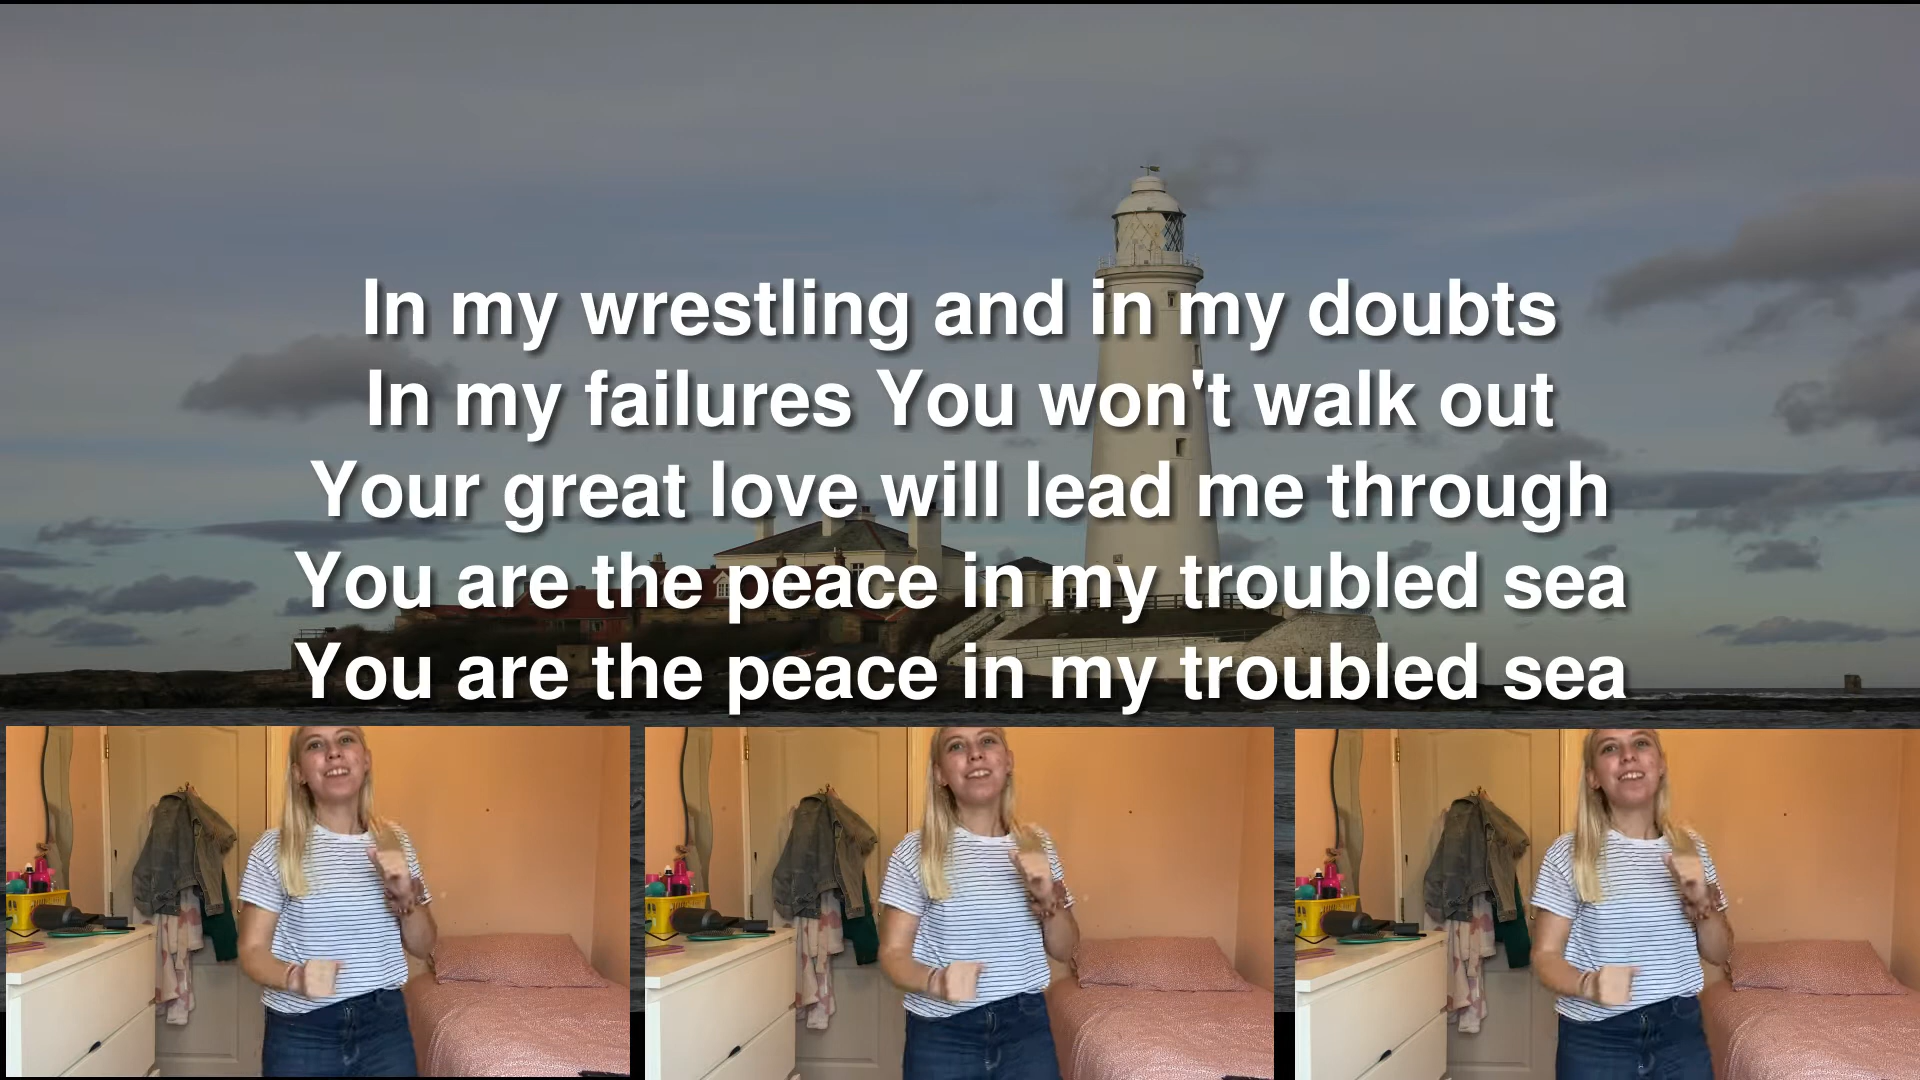 In my wrestling and in my doubts
In my failures You won't walk out
Your great love will lead me through
You are the peace in my troubled sea
You are the peace in my troubled sea